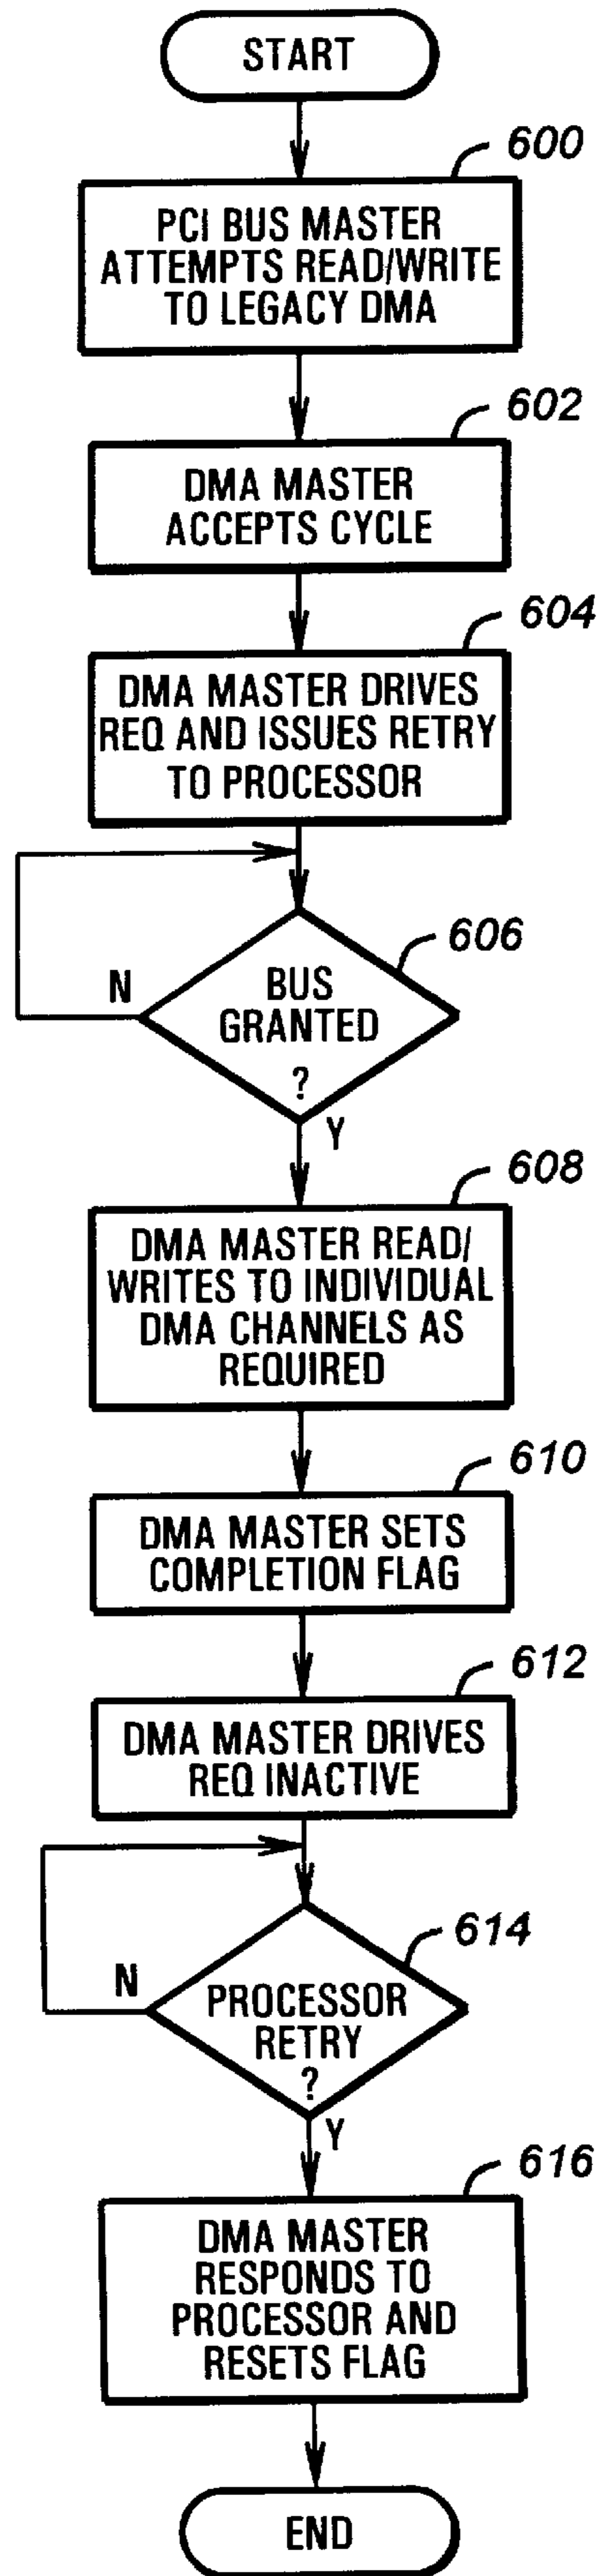 START
600
PCI BUS MASTER
ATTEMPTS READ/WRITE
TO LEGACY DMA
602
DMA MASTER
ACCEPTS CYCLE
604
DMA MASTER DRIVES
REQ AND ISSUES RETRY
TO PROCESSOR
606
N
BUS
GRANTED
?
Y
608
DMA MASTER READ/
WRITES TO INDIVIDUAL
DMA CHANNELS AS
REQUIRED
610
DMA MASTER SETS
COMPLETION FLAG
612
DMA MASTER DRIVES
REQ INACTIVE
614
N
PROCESSOR
RETRY
?
Y
616
DMA MASTER
RESPONDS TO
PROCESSOR AND
RESETS FLAG
END